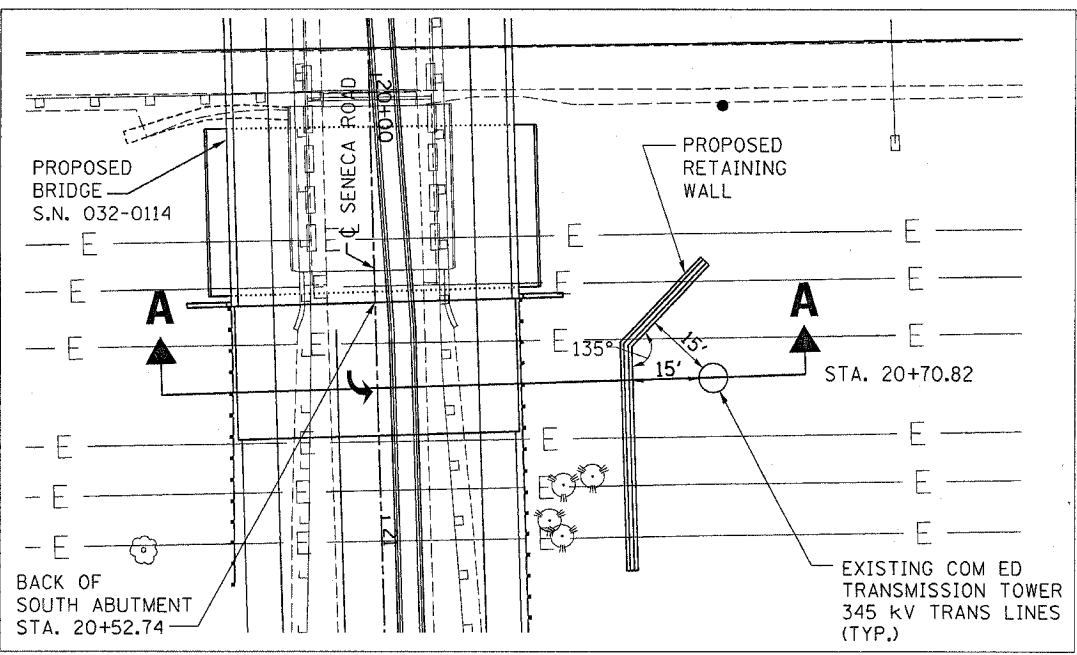 20+00
℄ SENECA ROAD
PROPOSED
BRIDGE
S.N. 032-0114
PROPOSED
RETAINING
WALL
E E E E
E E E E
A A
E E E E
135°
15'
15'
STA. 20+70.82
E E E
E E E E
E E E E
121
BACK OF
SOUTH ABUTMENT
STA. 20+52.74
EXISTING COM ED
TRANSMISSION TOWER
345 kV TRANS LINES
(TYP.)